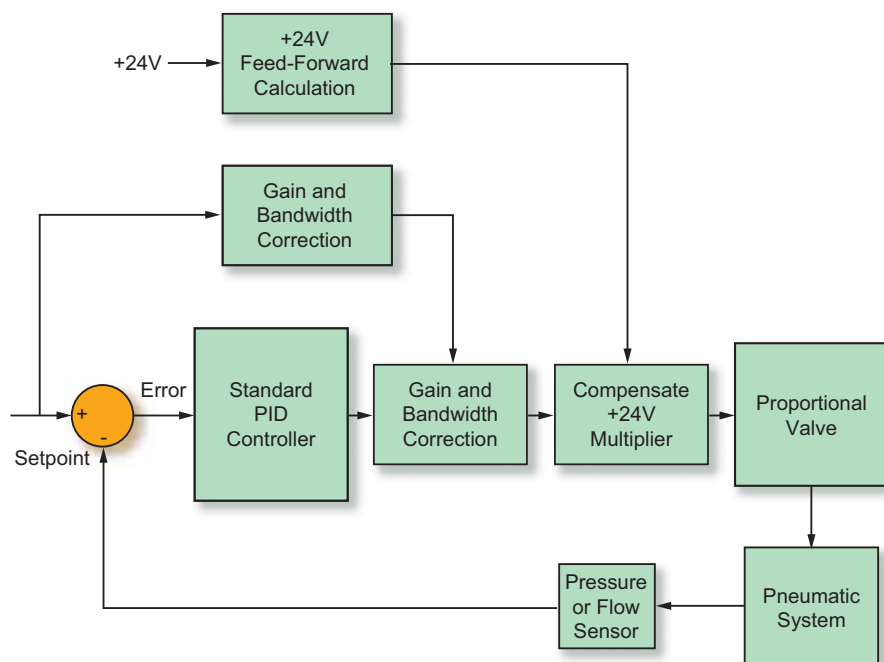 +24V
+24V
Feed-Forward
Calculation
Gain and
Bandwidth
Correction
Setpoint
+
-
Error
Standard
PID
Controller
Gain and
Bandwidth
Correction
Compensate
+24V
Multiplier
Proportional
Valve
Pressure
or Flow
Sensor
Pneumatic
System